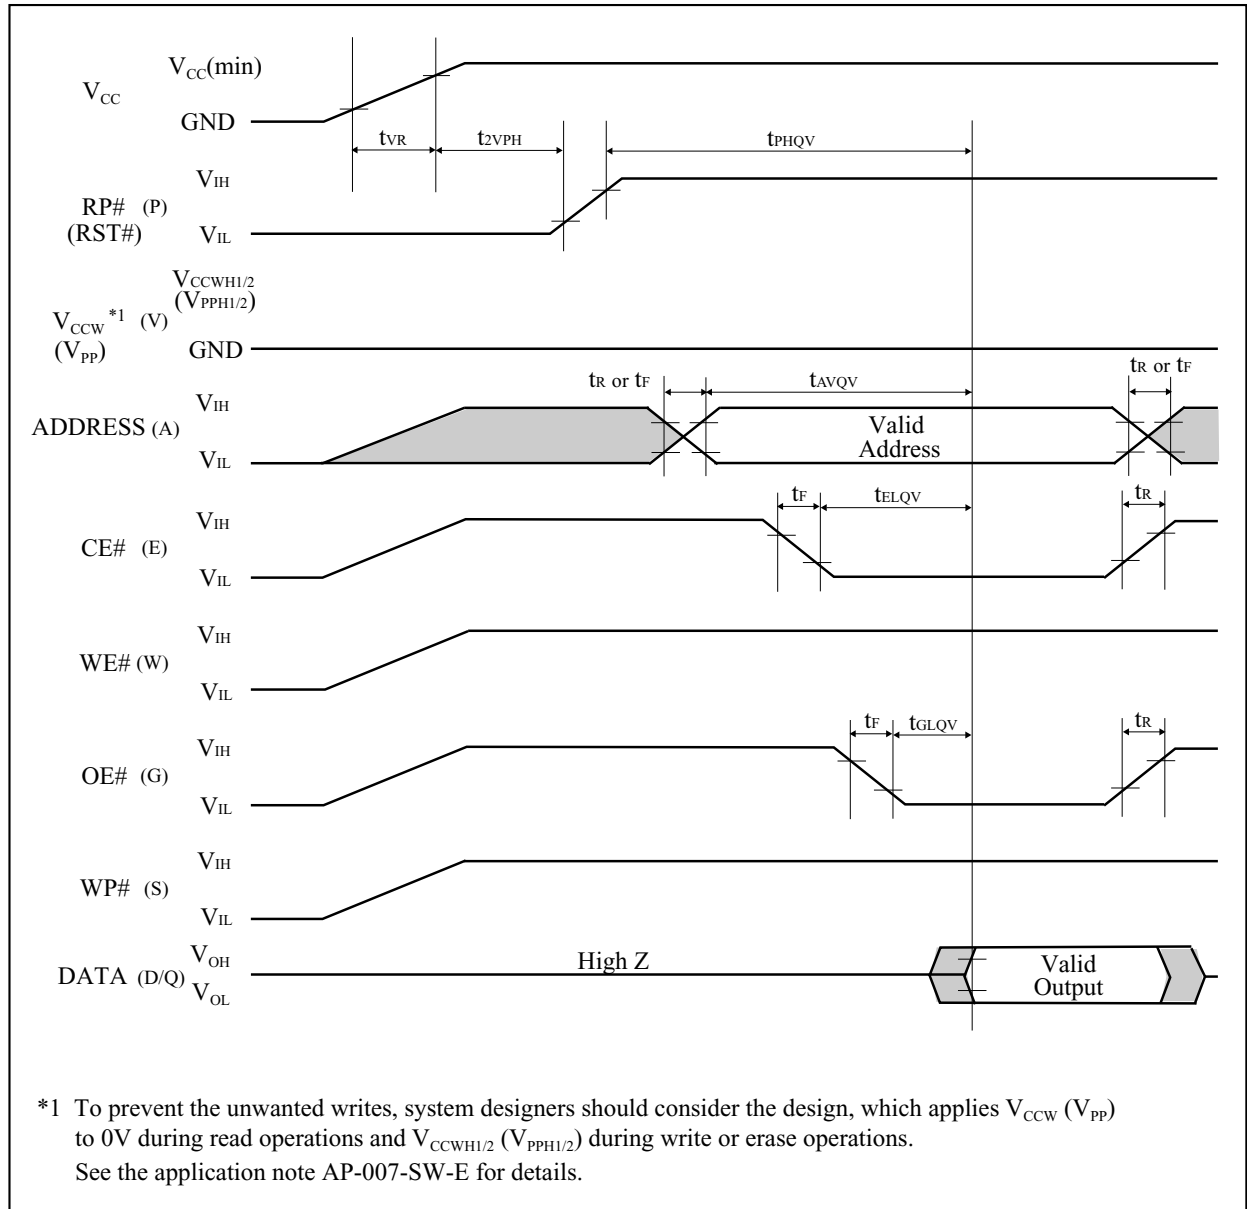 VCC
VCC(min)
GND
tVR
t2VPH
tPHQV
RP# (P)
(RST#)
VIH
VIL
VCCW *1 (V)
(VPP)
VCCWH1/2
(VPPH1/2)
GND
ADDRESS (A)
VIH
VIL
tR or tF
tAVQV
tR or tF
Valid
Address
CE# (E)
VIH
VIL
tF
tELQV
tR
WE# (W)
VIH
VIL
OE# (G)
VIH
VIL
tF
tGLQV
tR
WP# (S)
VIH
VIL
DATA (D/Q)
VOH
VOL
High Z
Valid
Output
*1 To prevent the unwanted writes, system designers should consider the design, which applies VCCW (VPP)
to 0V during read operations and VCCWH1/2 (VPPH1/2) during write or erase operations.
See the application note AP-007-SW-E for details.